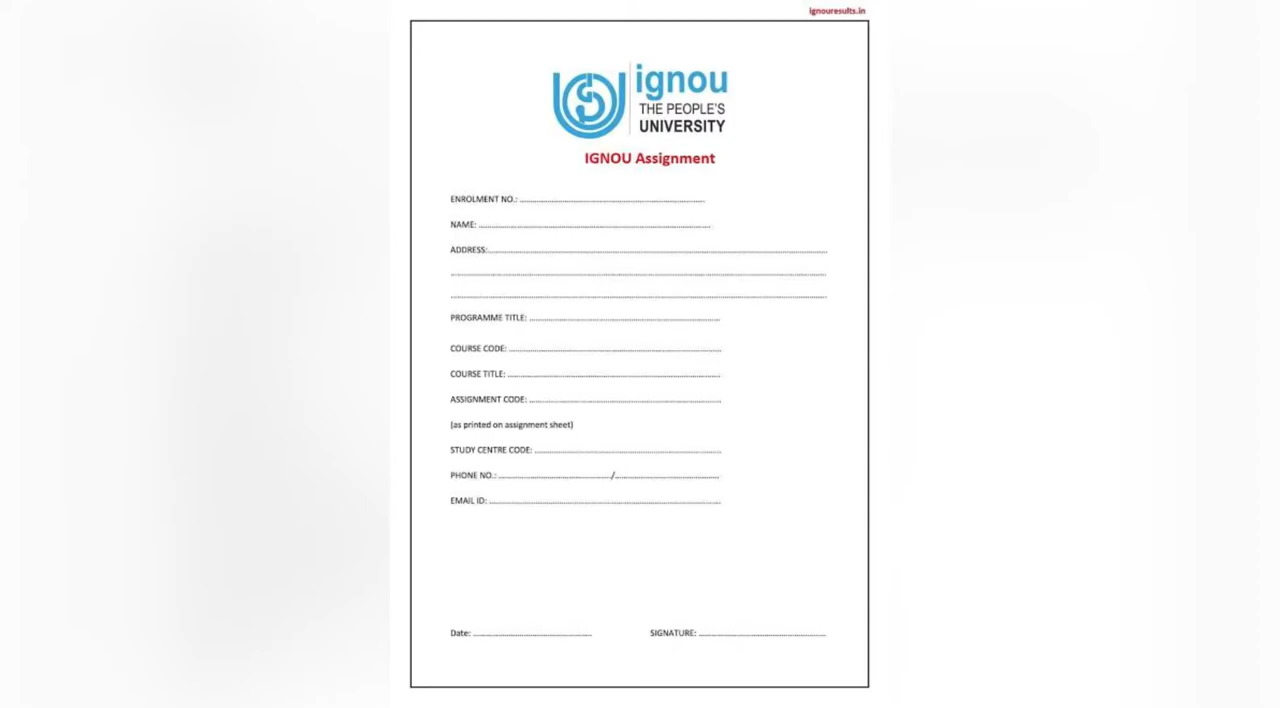 ignouresults.in
ignou
THE PEOPLE'S
UNIVERSITY
IGNOU Assignment
ENROLMENT NO.: ........................................................................
NAME: ........................................................................
ADDRESS:........................................................................
........................................................................
........................................................................
PROGRAMME TITLE: ........................................................................
COURSE CODE: ........................................................................
COURSE TITLE: ........................................................................
ASSIGNMENT CODE: ........................................................................
(as printed on assignment sheet)
STUDY CENTRE CODE: ........................................................................
PHONE NO.: ......................................../........................................
EMAIL ID: ........................................................................
Date: ........................................ SIGNATURE: ........................................